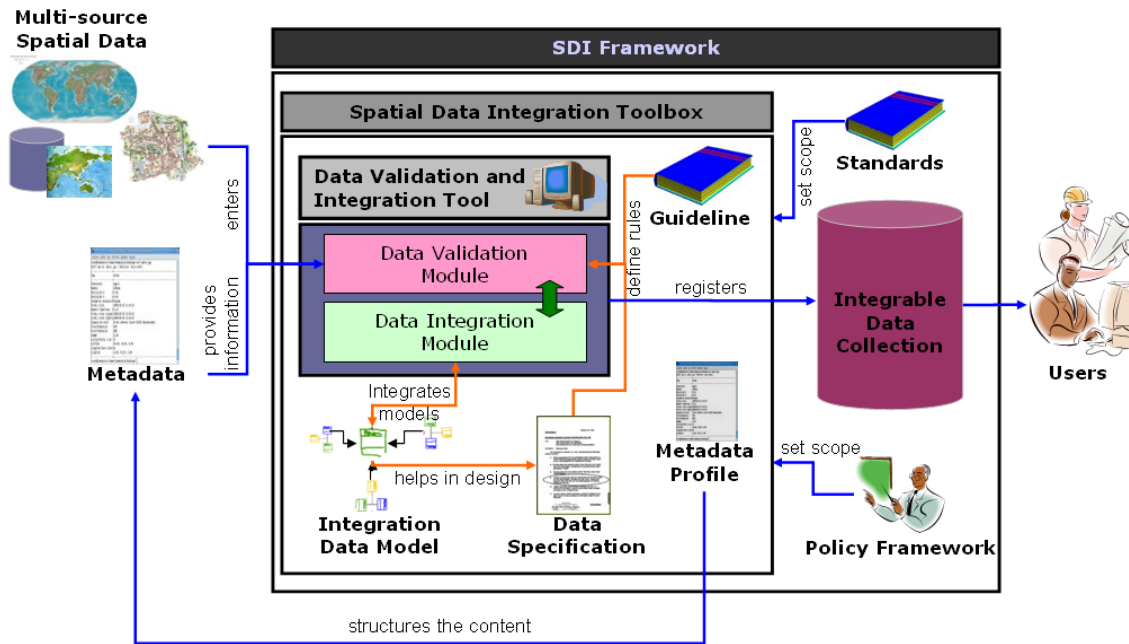 Multi-source
Spatial Data
SDI Framework
Spatial Data Integration Toolbox
Data Validation and
Integration Tool
Guideline
Standards
set scope
enters
define rules
Data Validation
Module
Data Integration
Module
registers
Integrable
Data
Collection
Users
provides
information
Metadata
Integrates
models
helps in design
Integration
Data Model
Data
Specification
Metadata
Profile
set scope
Policy Framework
structures the content